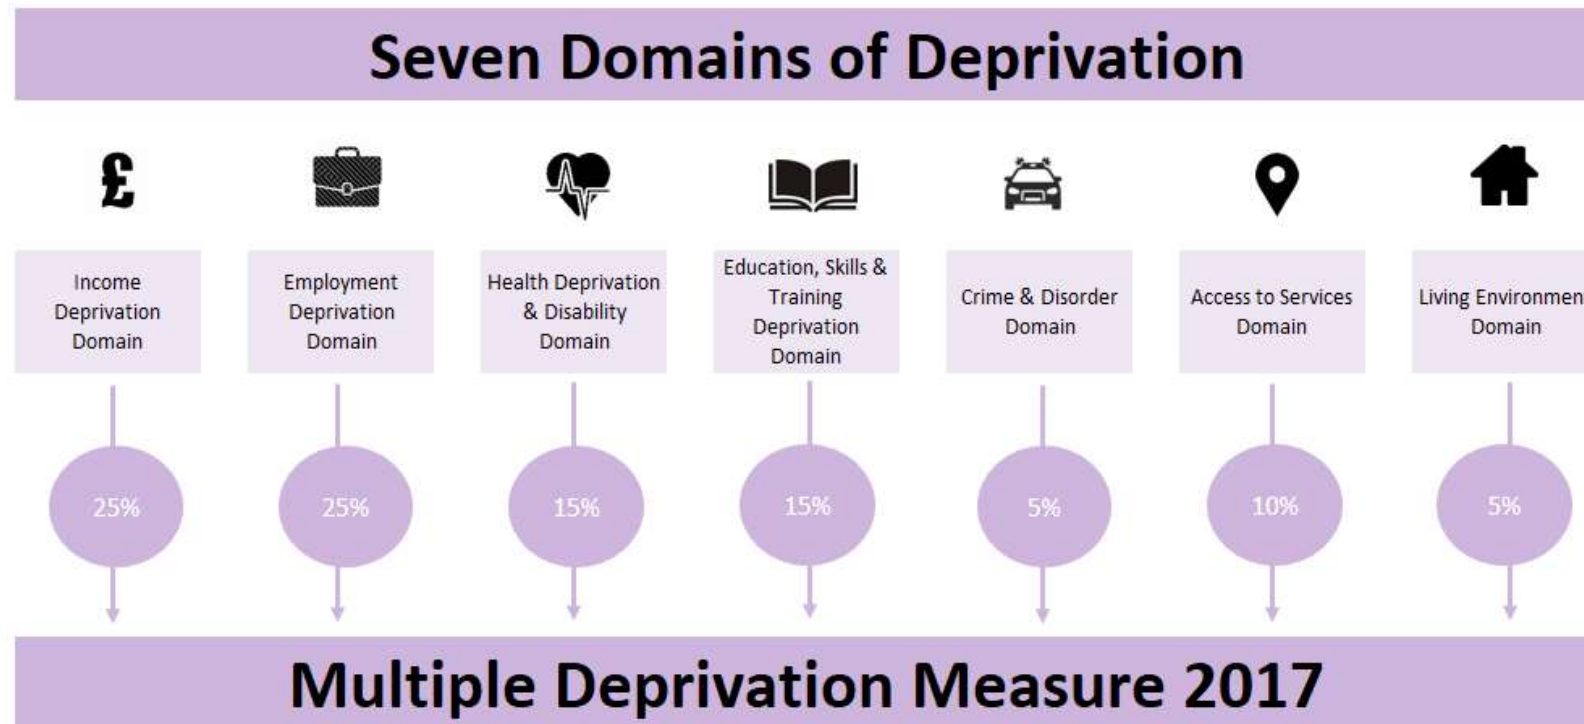 Seven Domains of Deprivation
£
Income
Deprivation
Domain
Employment
Deprivation
Domain
Health Deprivation
& Disability
Domain
Education, Skills &
Training
Deprivation
Domain
Crime & Disorder
Domain
Access to Services
Domain
Living Environmen
Domain
25%
25%
15%
15%
5%
10%
5%
Multiple Deprivation Measure 2017